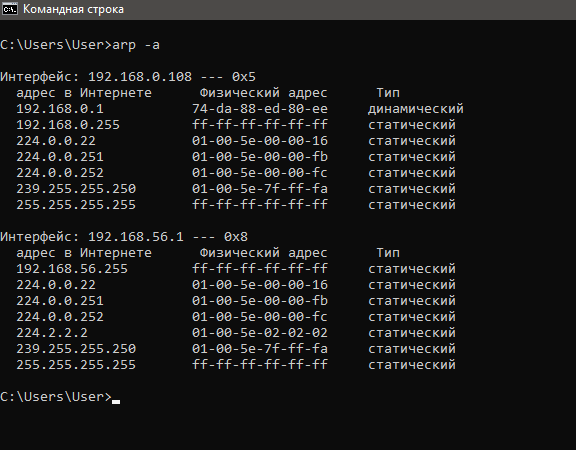 Командная строка
C:\Users\User>arp -a
Интерфейс: 192.168.0.108 --- 0x5
адрес в Интернете Физический адрес Тип
192.168.0.1 74-da-88-ed-80-ee динамический
192.168.0.255 ff-ff-ff-ff-ff-ff статический
224.0.0.22 01-00-5e-00-00-16 статический
224.0.0.251 01-00-5e-00-00-fb статический
224.0.0.252 01-00-5e-00-00-fc статический
239.255.255.250 01-00-5e-7f-ff-fa статический
255.255.255.255 ff-ff-ff-ff-ff-ff статический
Интерфейс: 192.168.56.1 --- 0x8
адрес в Интернете Физический адрес Тип
192.168.56.255 ff-ff-ff-ff-ff-ff статический
224.0.0.22 01-00-5e-00-00-16 статический
224.0.0.251 01-00-5e-00-00-fb статический
224.0.0.252 01-00-5e-00-00-fc статический
224.2.2.2 01-00-5e-02-02-02 статический
239.255.255.250 01-00-5e-7f-ff-fa статический
255.255.255.255 ff-ff-ff-ff-ff-ff статический
C:\Users\User>